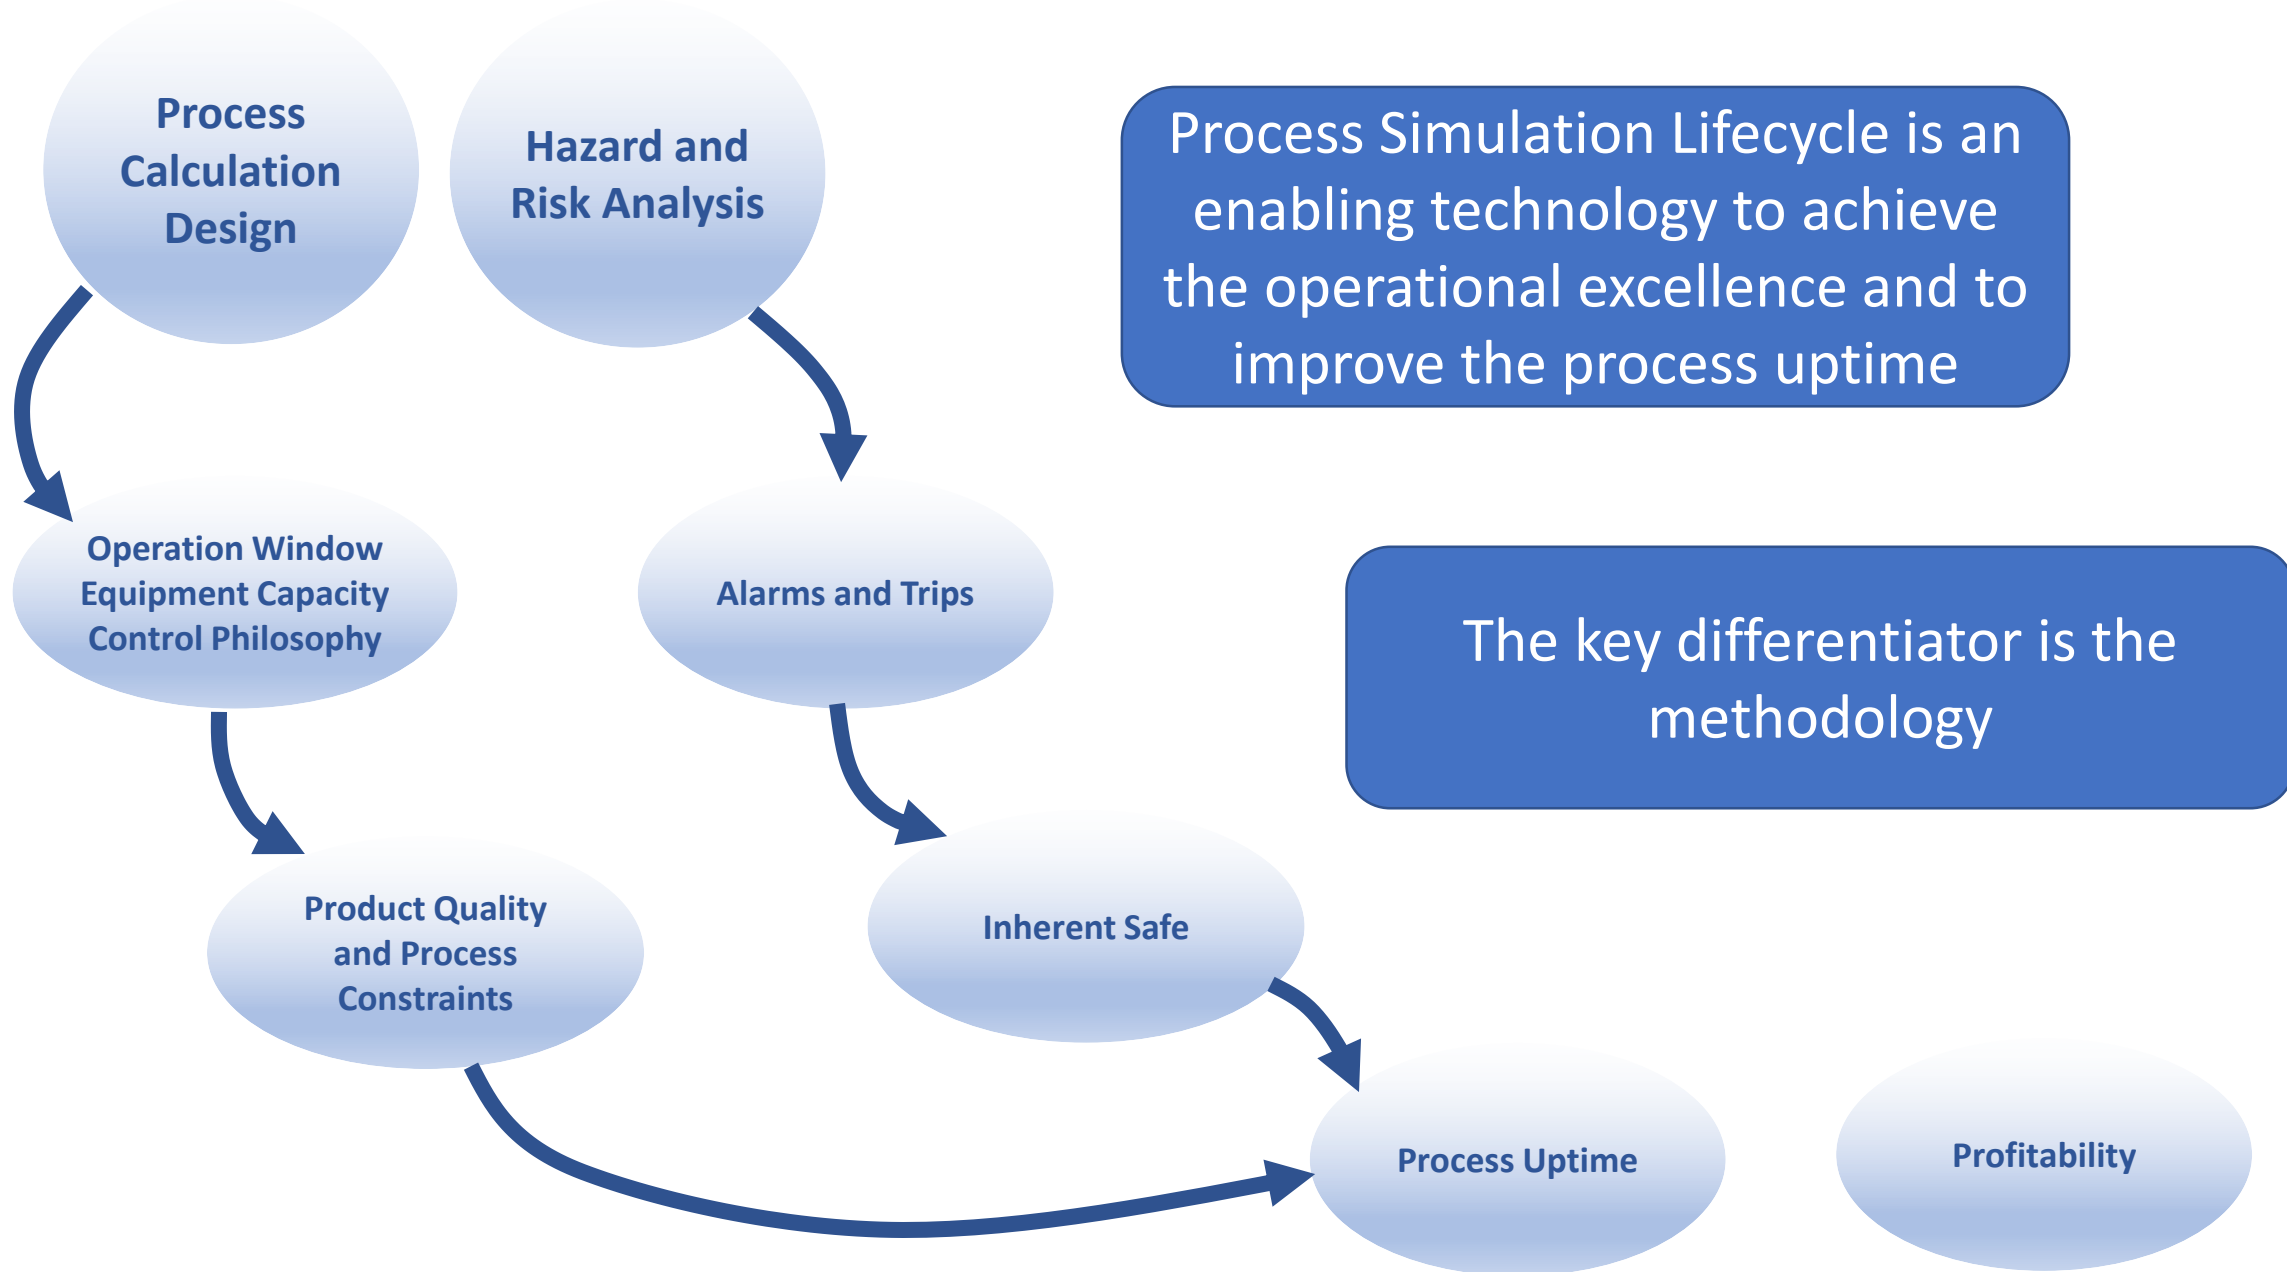 Process
Calculation
Design
Hazard and
Risk Analysis
Process Simulation Lifecycle is an
enabling technology to achieve
the operational excellence and to
improve the process uptime
Operation Window
Equipment Capacity
Control Philosophy
Alarms and Trips
The key differentiator is the
methodology
Product Quality
and Process
Constraints
Inherent Safe
Process Uptime
Profitability